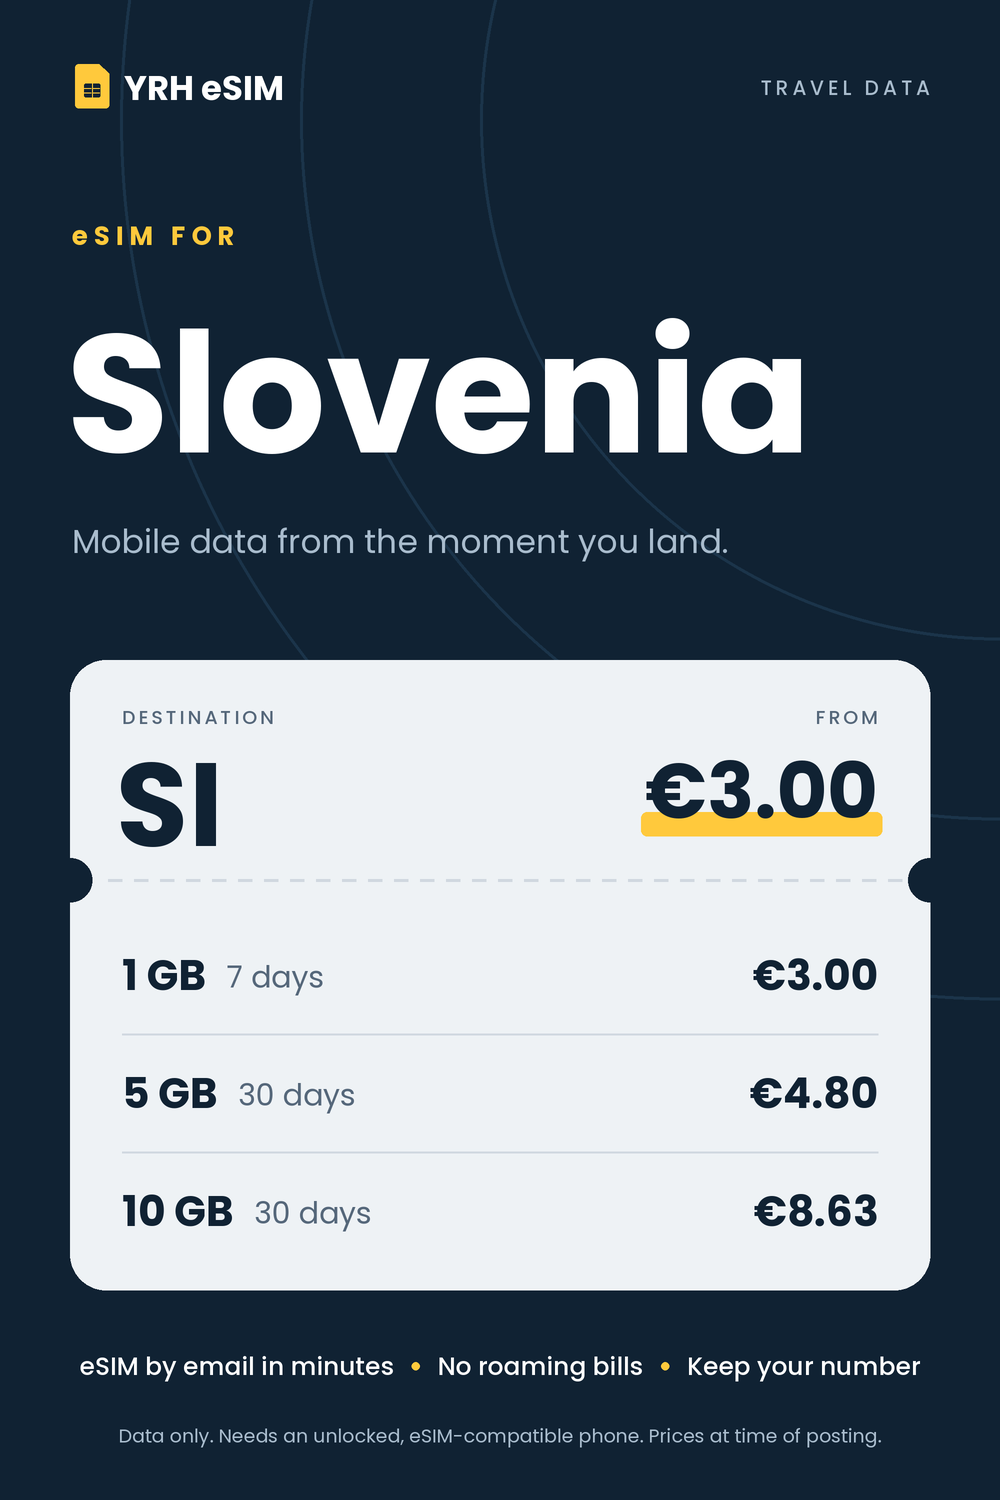 YRH eSIM
TRAVEL DATA
eSIM FOR
Slovenia
Mobile data from the moment you land.
DESTINATION FROM
SI €3.00
1 GB 7 days €3.00
5 GB 30 days €4.80
10 GB 30 days €8.63
eSIM by email in minutes • No roaming bills • Keep your number
Data only. Needs an unlocked, eSIM-compatible phone. Prices at time of posting.